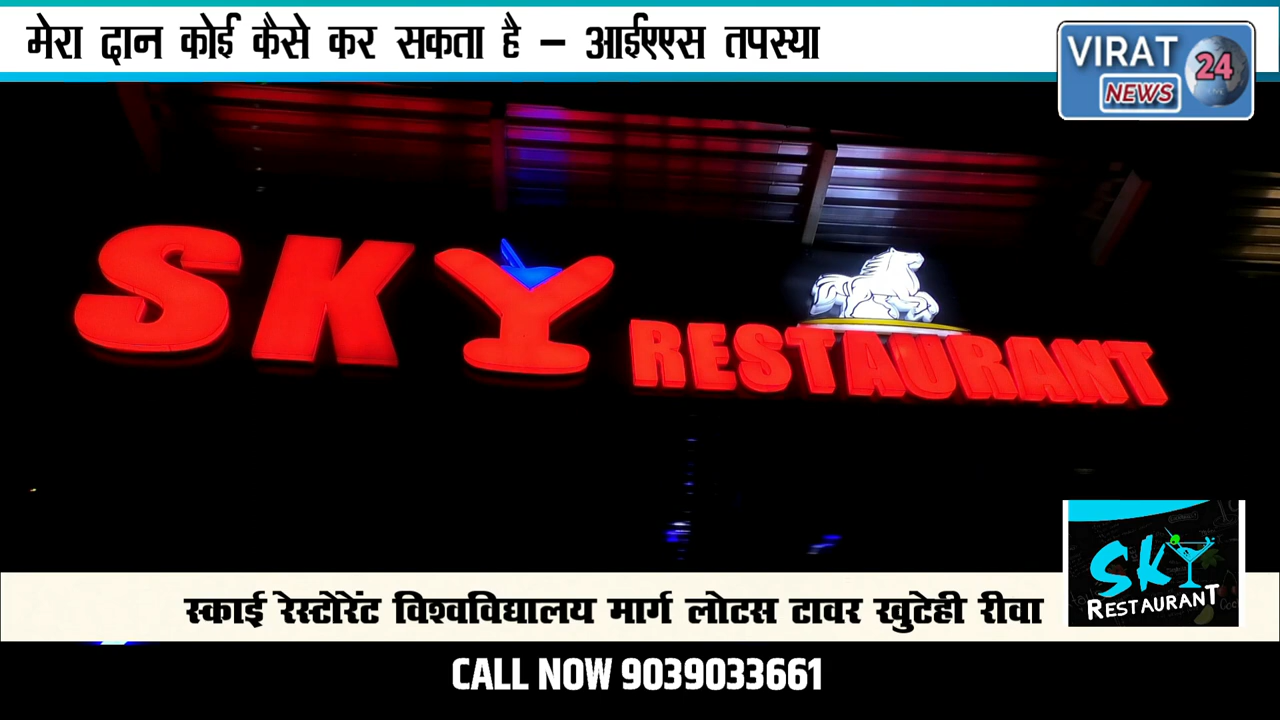 मेरा दान कोई कैसे कर सकता है – आईएएस तपस्या
VIRAT
NEWS
24
SKY RESTAURANT
SKY
RESTAURANT
स्काई रेस्टोरेंट विश्वविद्यालय मार्ग लोटस टावर खुटेही रीवा
CALL NOW 9039033661